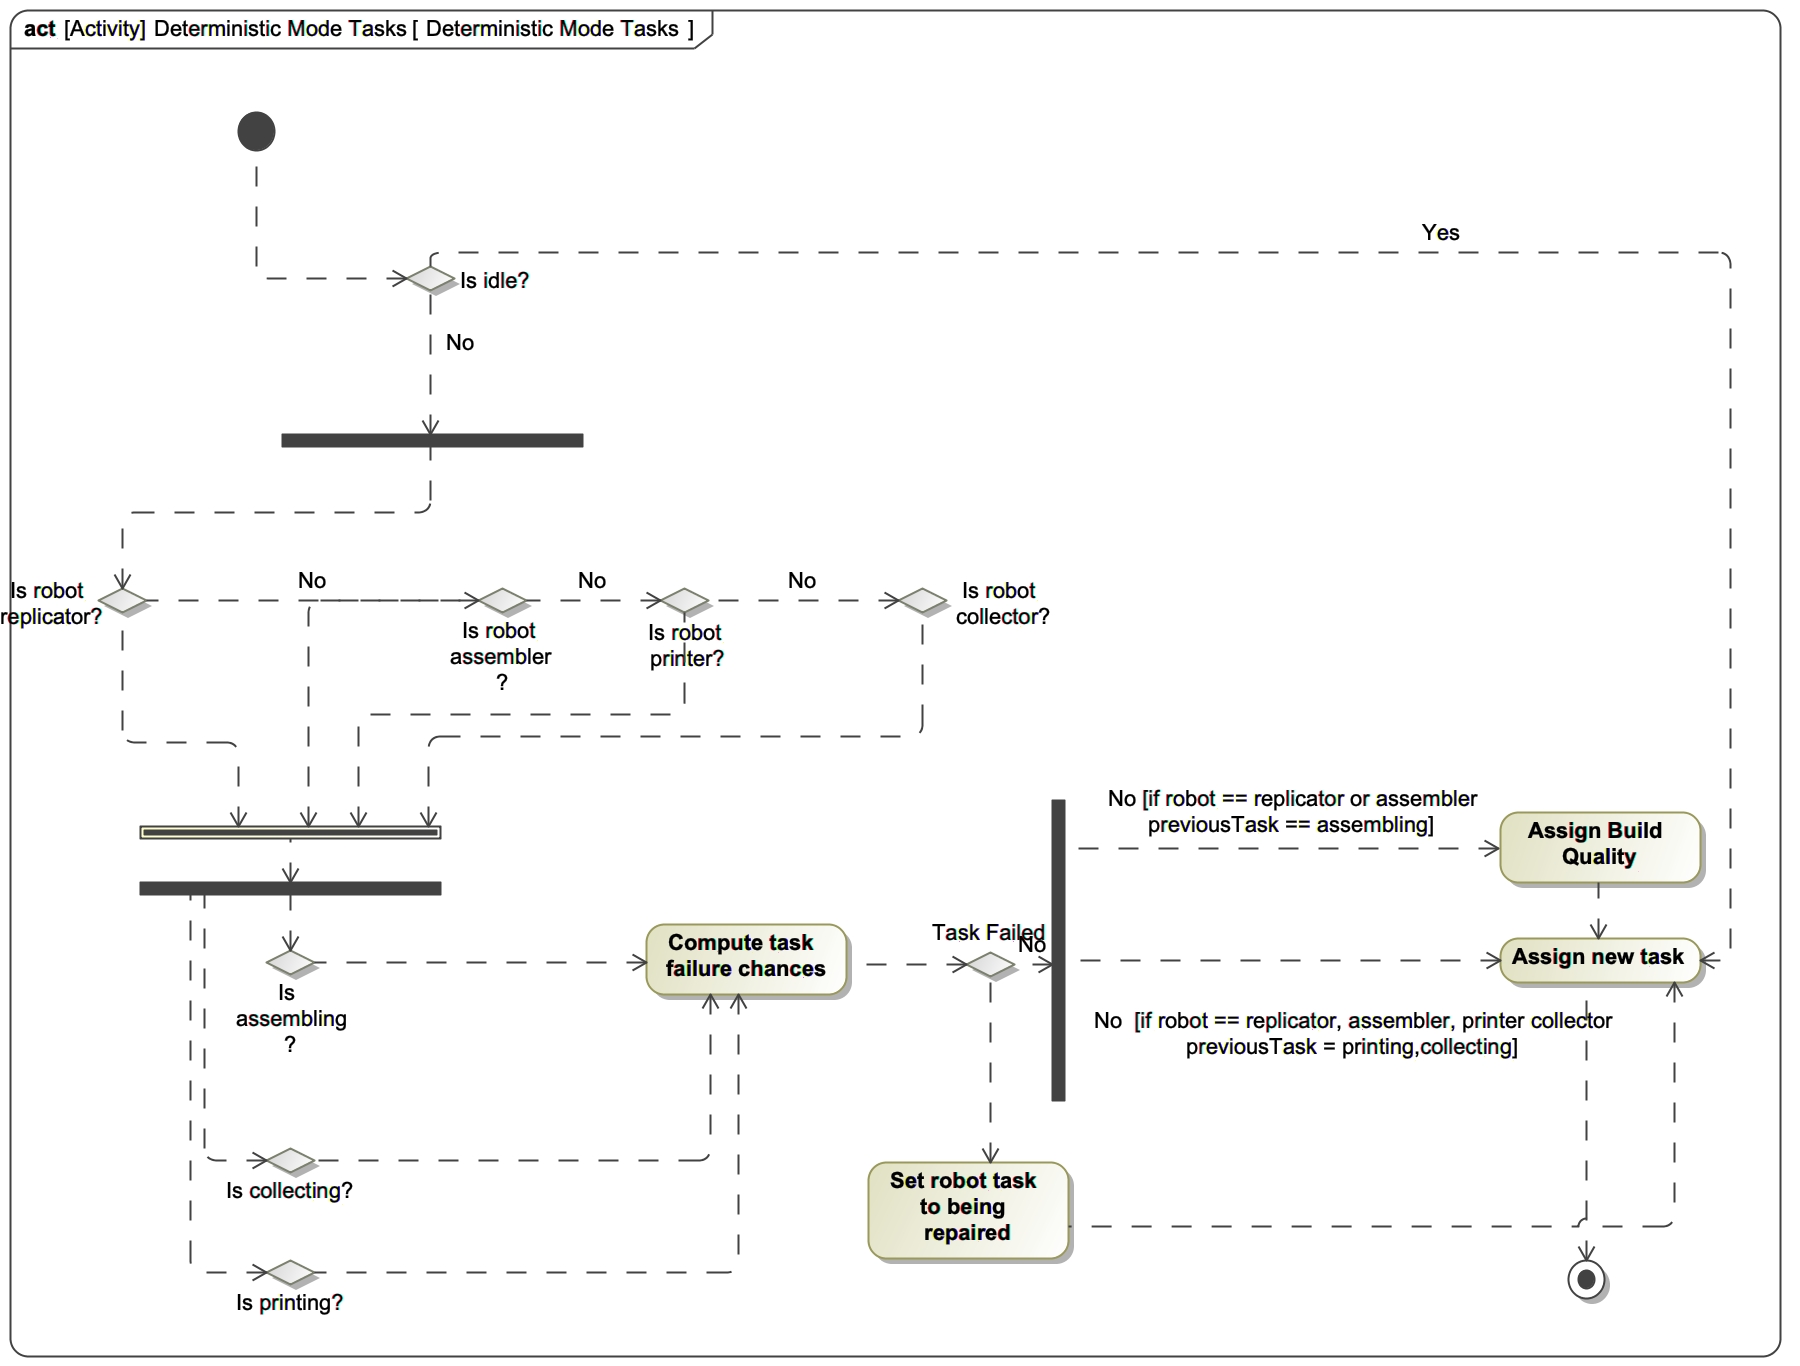 act [Activity] Deterministic Mode Tasks [ Deterministic Mode Tasks ]
Yes
Is idle?
No
Is robot
replicator?
No
Is robot
assembler
?
No
Is robot
printer?
No
Is robot
collector?
No [if robot == replicator or assembler
previousTask == assembling]
Assign Build
Quality
Compute task
failure chances
Task Failed
No
Assign new task
Is
assembling
?
No  [if robot == replicator, assembler, printer collector
previousTask = printing,collecting]
Is collecting?
Set robot task
to being
repaired
Is printing?